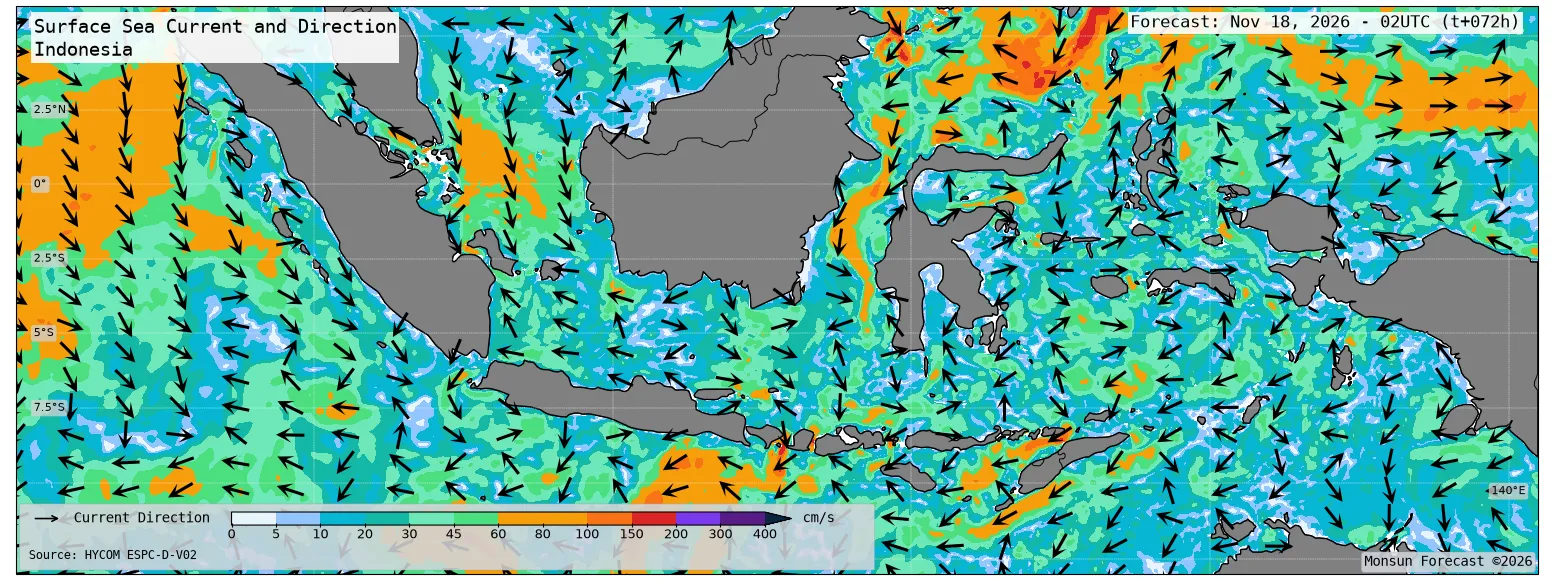 Surface Sea Current and Direction
Indonesia
Forecast: Nov 18, 2026 - 02UTC (t+072h)
2.5°N
0°
2.5°S
5°S
7.5°S
140°E
Current Direction
0 5 10 20 30 45 60 80 100 150 200 300 400
cm/s
Source: HYCOM ESPC-D-V02
Monsun Forecast ©2026